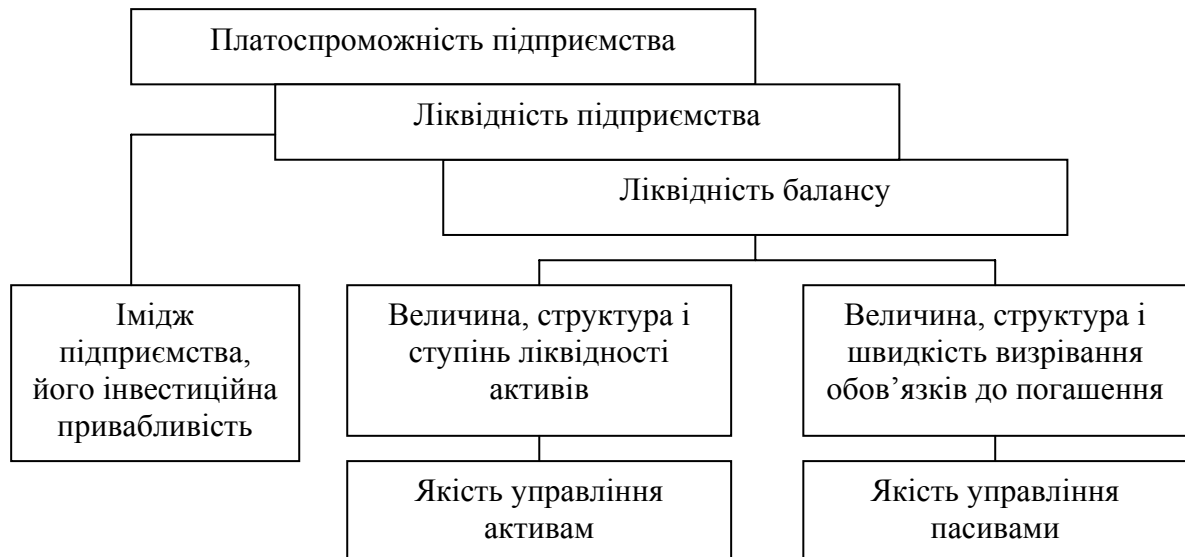 Платоспроможність підприємства
Ліквідність підприємства
Ліквідність балансу
Імідж
підприємства,
його інвестиційна
привабливість
Величина, структура і
ступінь ліквідності
активів
Величина, структура і
швидкість визрівання
обов’язків до погашення
Якість управління
активам
Якість управління
пасивами